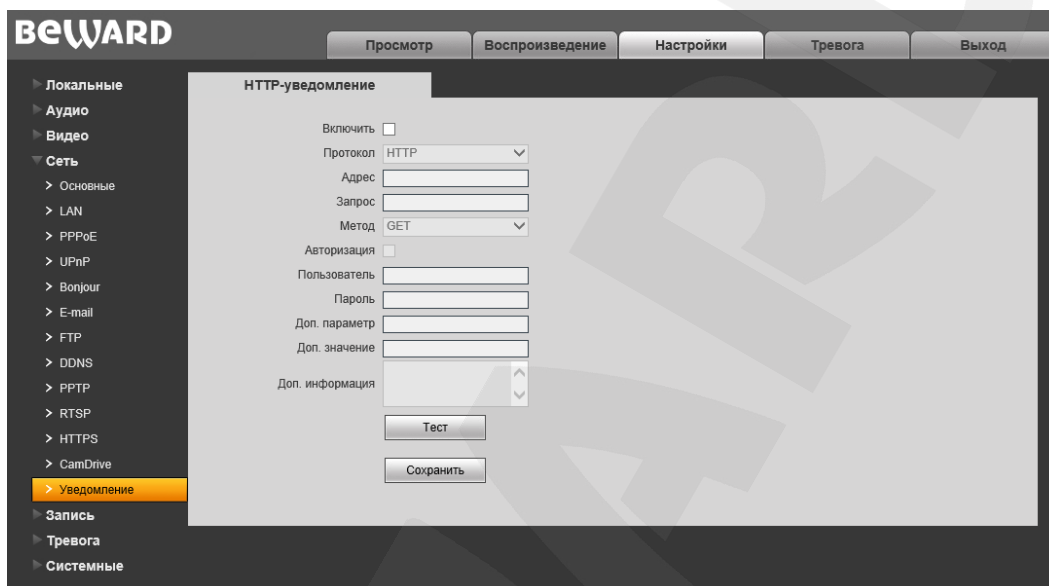 BEWARD
Просмотр
Воспроизведение
Настройки
Тревога
Выход
Локальные
Аудио
Видео
Сеть
Основные
LAN
PPPoE
UPnP
Bonjour
E-mail
FTP
DDNS
PPTP
RTSP
HTTPS
CamDrive
Уведомление
Запись
Тревога
Системные
HTTP-уведомление
Включить
Протокол HTTP
Адрес
Запрос
Метод GET
Авторизация
Пользователь
Пароль
Доп. параметр
Доп. значение
Доп. информация
Тест
Сохранить